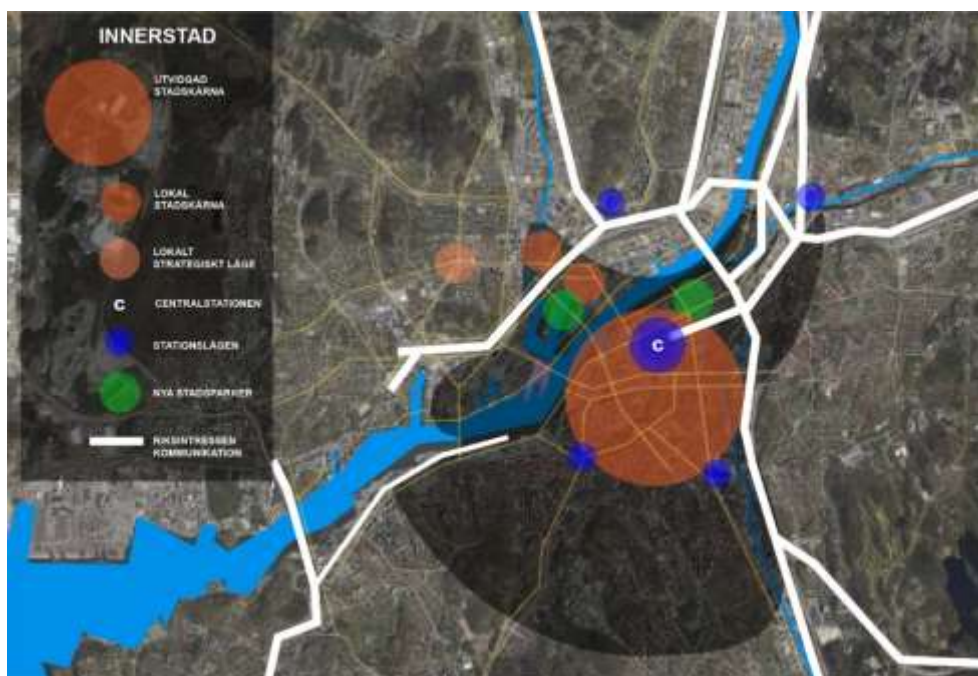 INNERSTAD
UTVIDGAD
STADSKÄRNA
LOKAL
STADSKÄRNA
LOKALT
STRATEGISKT LÄGE
C
CENTRALSTATIONEN
STATIONSLÄGEN
NYA STADSPARKER
RIKSINTRESSEN
KOMMUNIKATION
C